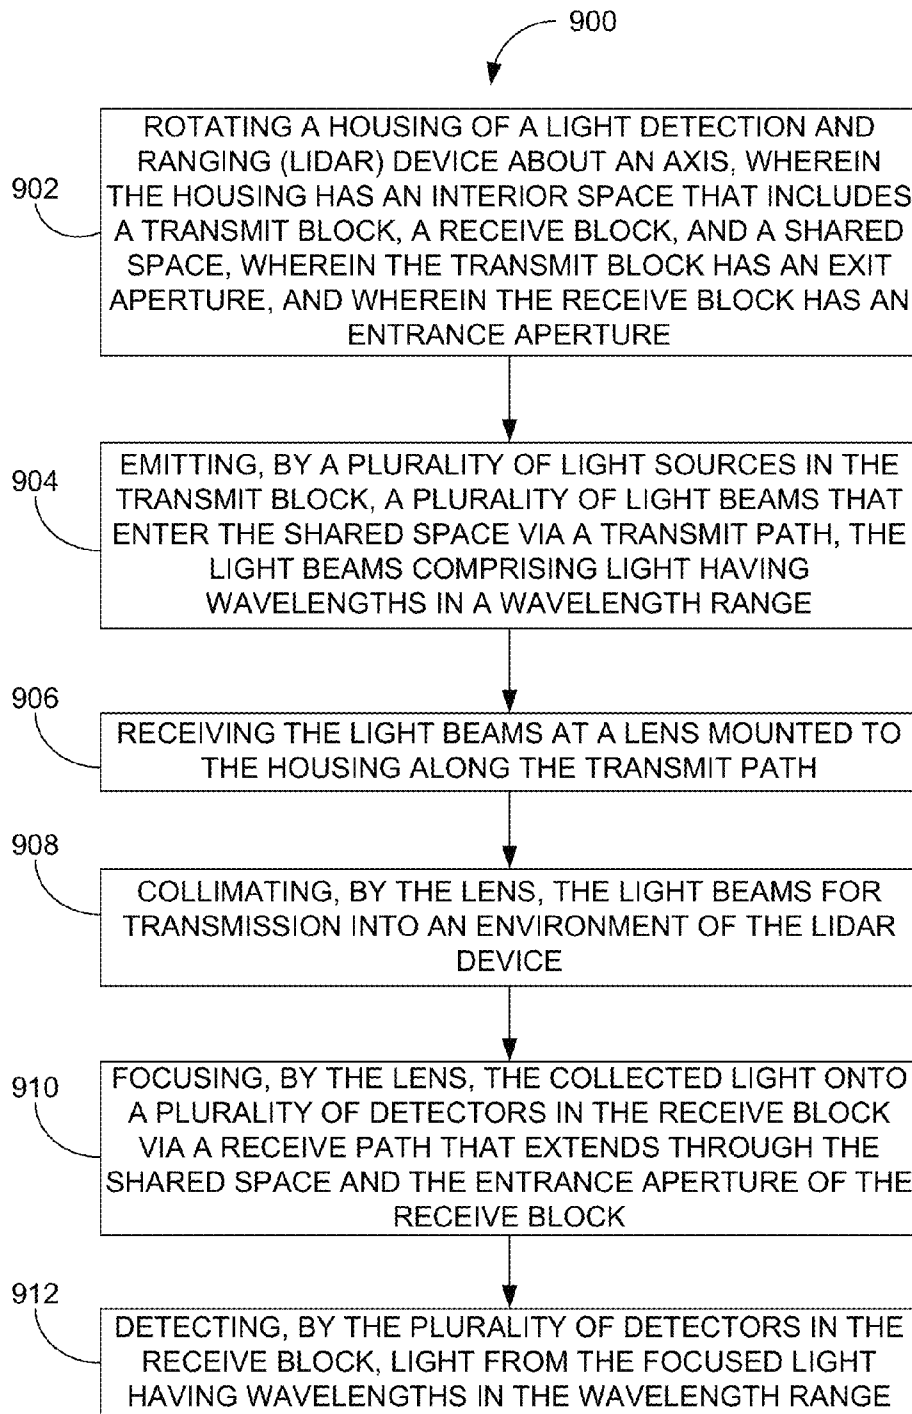 900
902
ROTATING A HOUSING OF A LIGHT DETECTION AND
RANGING (LIDAR) DEVICE ABOUT AN AXIS, WHEREIN
THE HOUSING HAS AN INTERIOR SPACE THAT INCLUDES
A TRANSMIT BLOCK, A RECEIVE BLOCK, AND A SHARED
SPACE, WHEREIN THE TRANSMIT BLOCK HAS AN EXIT
APERTURE, AND WHEREIN THE RECEIVE BLOCK HAS AN
ENTRANCE APERTURE
904
EMITTING, BY A PLURALITY OF LIGHT SOURCES IN THE
TRANSMIT BLOCK, A PLURALITY OF LIGHT BEAMS THAT
ENTER THE SHARED SPACE VIA A TRANSMIT PATH, THE
LIGHT BEAMS COMPRISING LIGHT HAVING
WAVELENGTHS IN A WAVELENGTH RANGE
906
RECEIVING THE LIGHT BEAMS AT A LENS MOUNTED TO
THE HOUSING ALONG THE TRANSMIT PATH
908
COLLIMATING, BY THE LENS, THE LIGHT BEAMS FOR
TRANSMISSION INTO AN ENVIRONMENT OF THE LIDAR
DEVICE
910
FOCUSING, BY THE LENS, THE COLLECTED LIGHT ONTO
A PLURALITY OF DETECTORS IN THE RECEIVE BLOCK
VIA A RECEIVE PATH THAT EXTENDS THROUGH THE
SHARED SPACE AND THE ENTRANCE APERTURE OF THE
RECEIVE BLOCK
912
DETECTING, BY THE PLURALITY OF DETECTORS IN THE
RECEIVE BLOCK, LIGHT FROM THE FOCUSED LIGHT
HAVING WAVELENGTHS IN THE WAVELENGTH RANGE